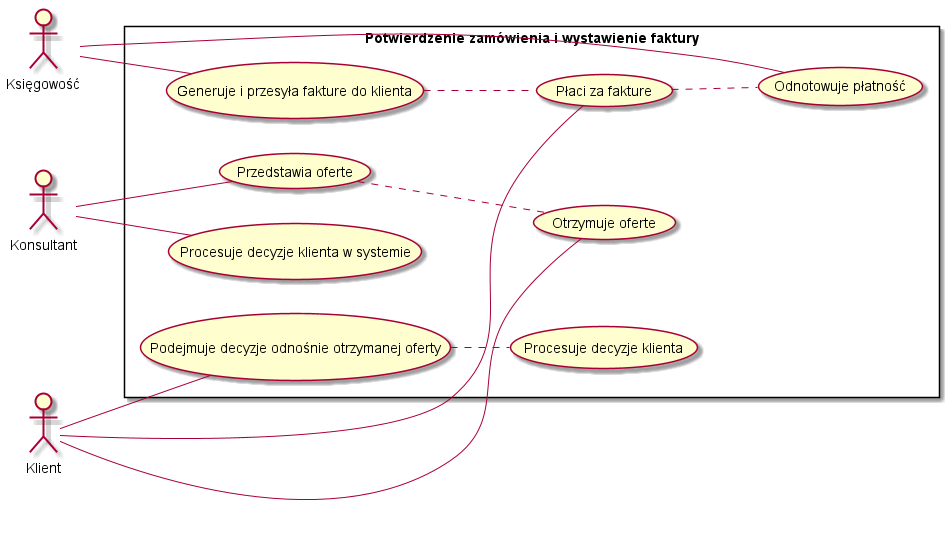 Potwierdzenie zamówienia i wystawienie faktury
Księgowość
Generuje i przesyła fakture do klienta
Płaci za fakture
Odnotowuje płatność
Przedstawia oferte
Otrzymuje oferte
Konsultant
Procesuje decyzje klienta w systemie
Podejmuje decyzje odnośnie otrzymanej oferty
Procesuje decyzje klienta
Klient